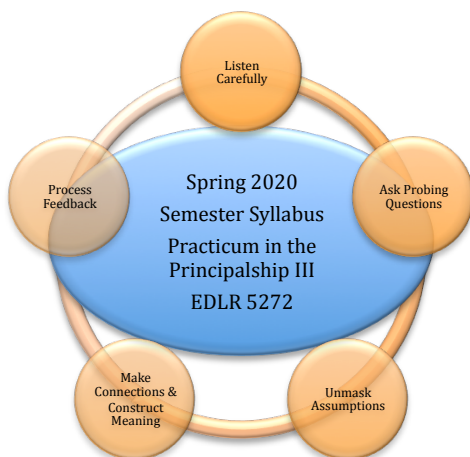 Listen
Carefully
Process
Feedback
Spring 2020
Semester Syllabus
Practicum in the
Principalship III
EDLR 5272
Ask Probing
Questions
Make
Connections &
Construct
Meaning
Unmask
Assumptions